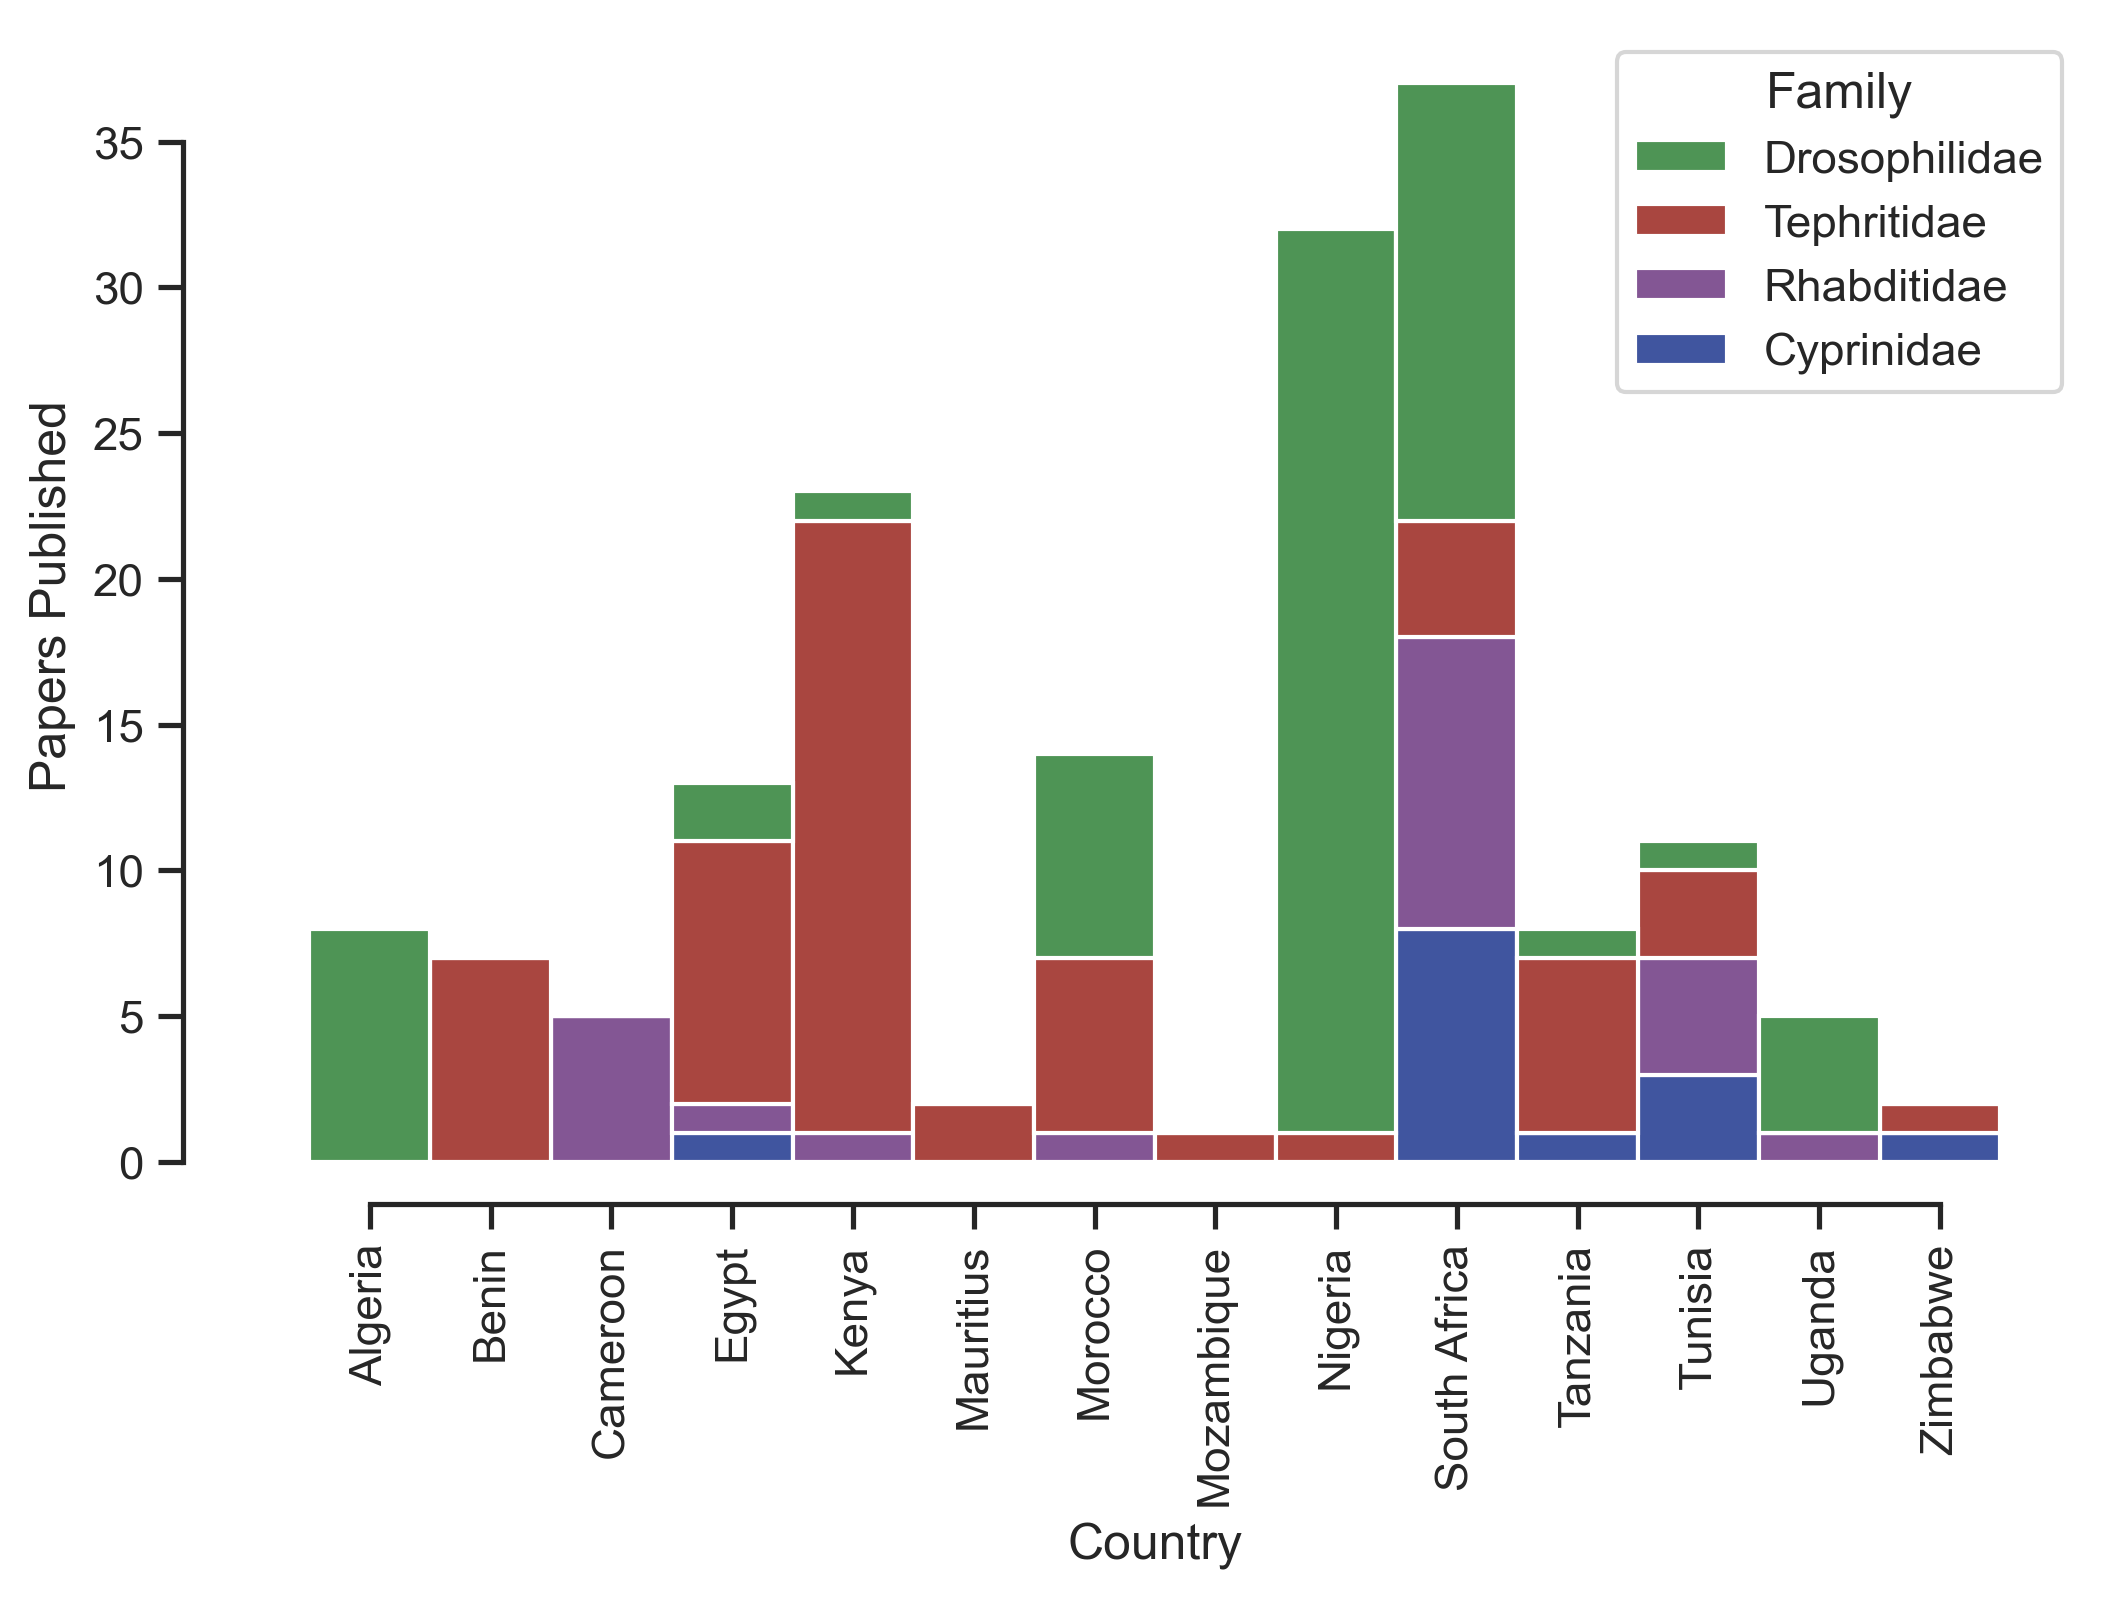 Family
Drosophilidae
Tephritidae
Rhabditidae
Cyprinidae
Papers Published
35
30
25
20
15
10
5
0
Algeria
Benin
Cameroon
Egypt
Kenya
Mauritius
Morocco
Mozambique
Nigeria
South Africa
Tanzania
Tunisia
Uganda
Zimbabwe
Country